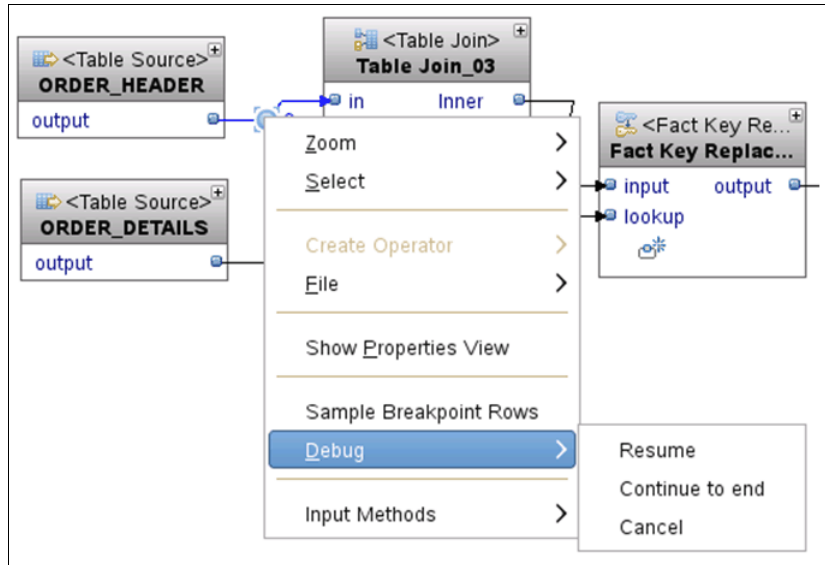 <Table Source>
ORDER_HEADER
output
<Table Join>
Table Join_03
in Inner
<Fact Key Re...
Fact Key Replac...
input output
lookup
<Table Source>
ORDER_DETAILS
output
Zoom
Select
Create Operator
File
Show Properties View
Sample Breakpoint Rows
Debug
Input Methods
Resume
Continue to end
Cancel